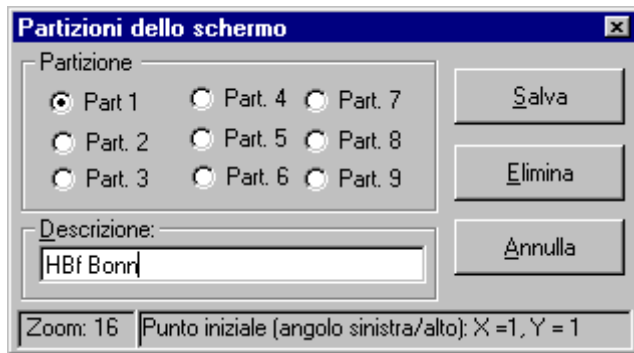 Partizioni dello schermo
Partizione
Part 1 Part. 4 Part. 7
Part. 2 Part. 5 Part. 8
Part. 3 Part. 6 Part. 9
Salva
Elimina
Descrizione:
HBf Bonn
Annulla
Zoom: 16 Punto iniziale (angolo sinistra/alto): X =1, Y = 1